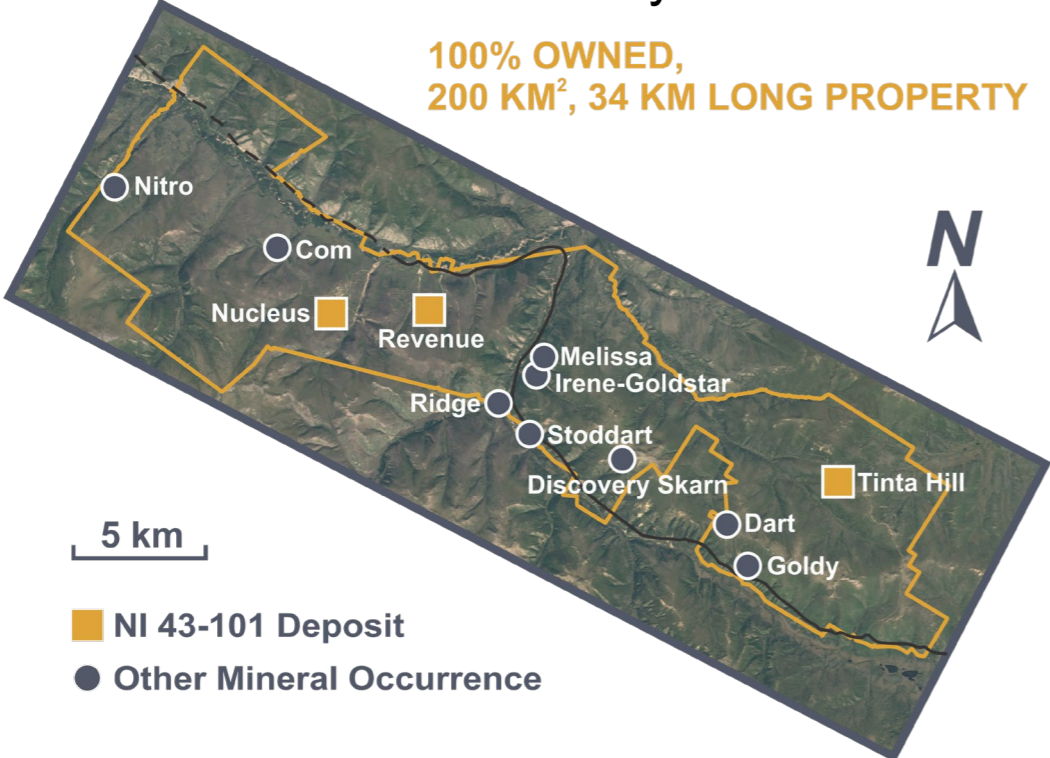 100% OWNED,
200 KM², 34 KM LONG PROPERTY
N
Nitro
Com
Nucleus
Revenue
Melissa
Irene-Goldstar
Ridge
Stoddart
Discovery Skarn
Tinta Hill
Dart
Goldy
5 km
NI 43-101 Deposit
Other Mineral Occurrence